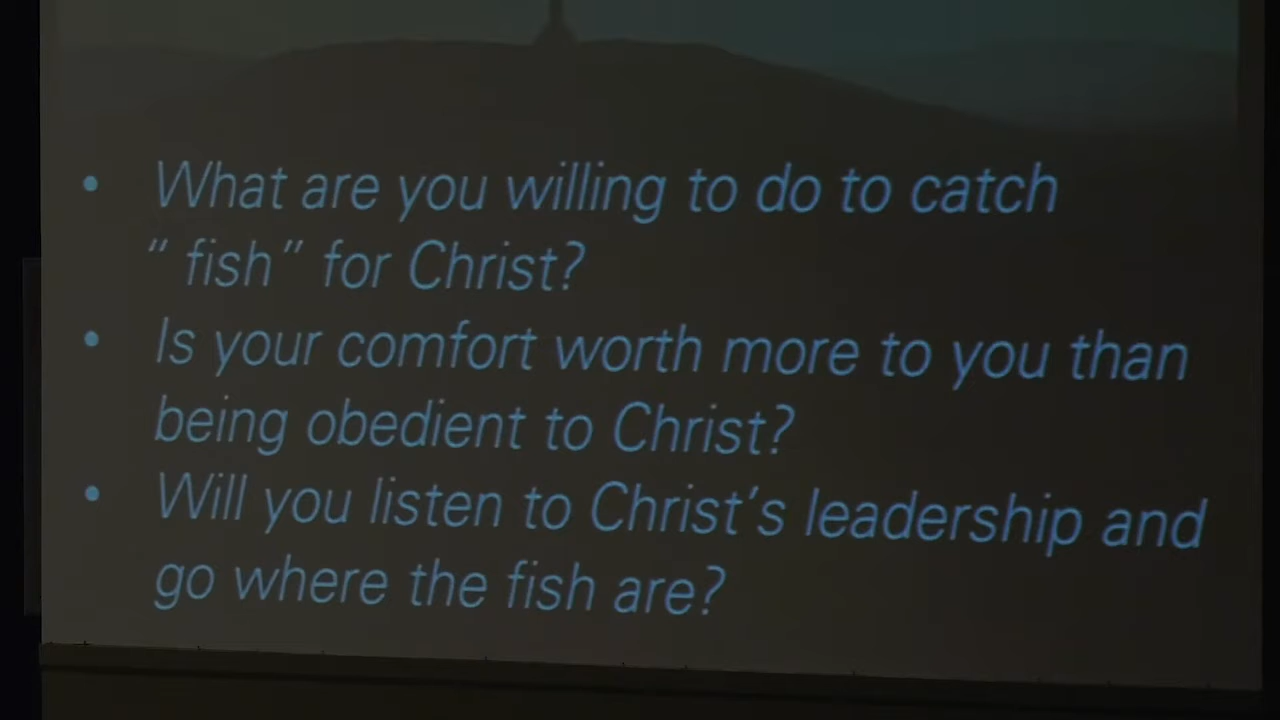 • What are you willing to do to catch
“ fish” for Christ?
• Is your comfort worth more to you than
being obedient to Christ?
• Will you listen to Christ’s leadership and
go where the fish are?